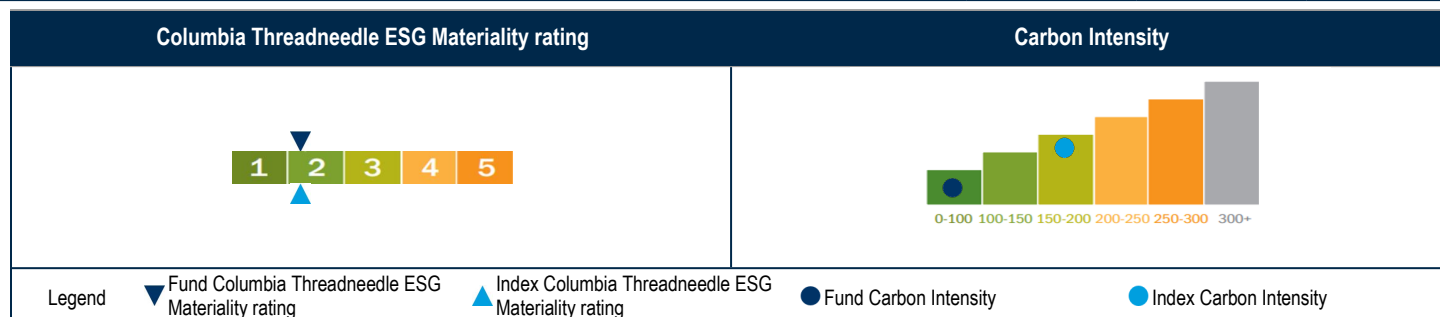 Columbia Threadneedle ESG Materiality rating
Carbon Intensity
1 2 3 4 5
0-100 100-150 150-200 200-250 250-300 300+
Legend
Fund Columbia Threadneedle ESG
Materiality rating
Index Columbia Threadneedle ESG
Materiality rating
Fund Carbon Intensity
Index Carbon Intensity